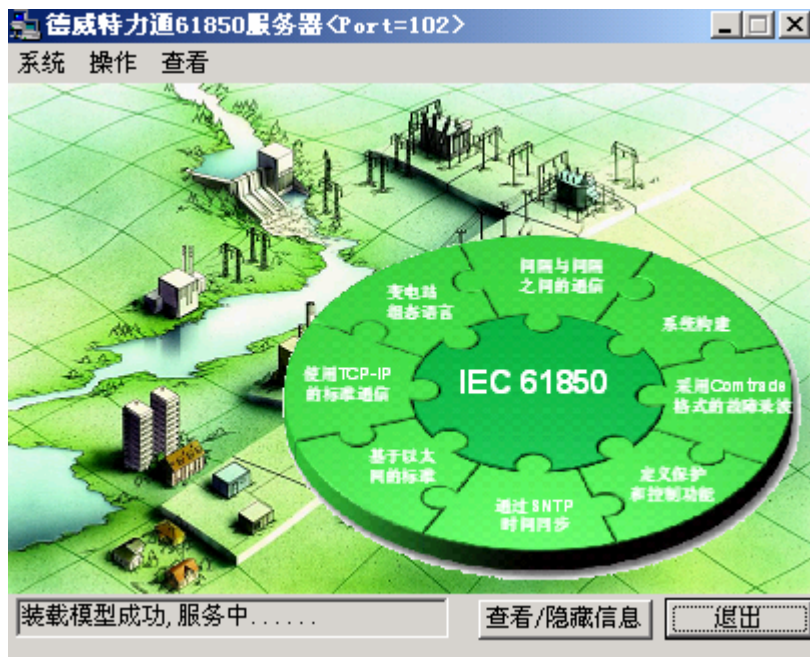 德威特力通61850服务器<Port=102>
系统 操作 查看
间隔与间隔
之间的通信
变电站
组态语言
系统构建
使用TCP-IP
的标准通信
IEC 61850
采用Comtrade
格式的故障录波
基于以太
网的标准
定义保护
和控制功能
通过SNTP
时间同步
装载模型成功,服务中......
查看/隐藏信息
退出